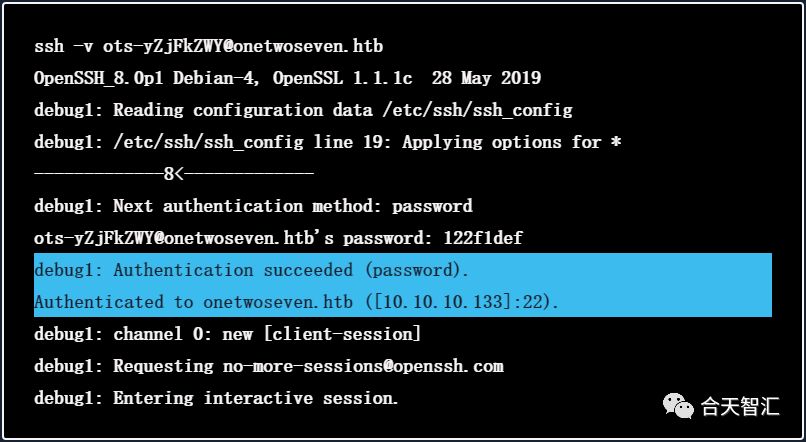 ssh -v ots-yZjFkZWY@onetwoseven.htb
OpenSSH_8.0p1 Debian-4, OpenSSL 1.1.1c  28 May 2019
debug1: Reading configuration data /etc/ssh/ssh_config
debug1: /etc/ssh/ssh_config line 19: Applying options for *
-------------8<-------------
debug1: Next authentication method: password
ots-yZjFkZWY@onetwoseven.htb's password: 122f1def
debug1: Authentication succeeded (password).
Authenticated to onetwoseven.htb ([10.10.10.133]:22).
debug1: channel 0: new [client-session]
debug1: Requesting no-more-sessions@openssh.com
debug1: Entering interactive session.
合天智汇